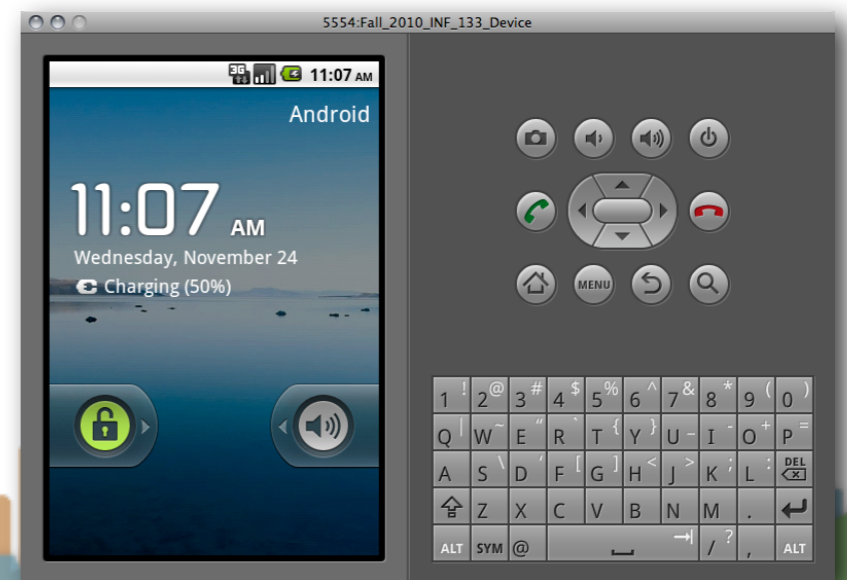 5554:Fall_2010_INF_133_Device
3G 11:07 AM
Android
11:07 AM
Wednesday, November 24
Charging (50%)
MENU
1 ! 2 @ 3 # 4 $ 5 % 6 ^ 7 & 8 * 9 ( 0 )
Q | W ~ E " R ` T { Y } U _ I - O + P =
A S \ D ' F [ G ] H < J > K ; L : DEL
Z X C V B N M .
ALT SYM @ / ? , ALT